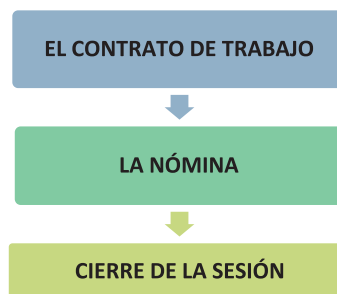 EL CONTRATO DE TRABAJO
LA NÓMINA
CIERRE DE LA SESIÓN